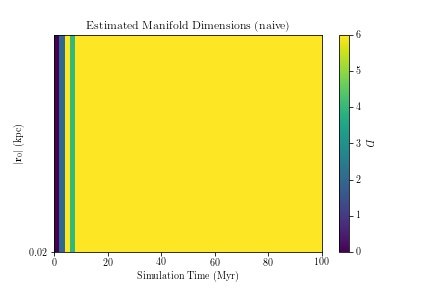 Estimated Manifold Dimensions (naive)
|r₀| (kpc)
0.02
0 20 40 60 80 100
Simulation Time (Myr)
6
5
4
3
2
1
0
D